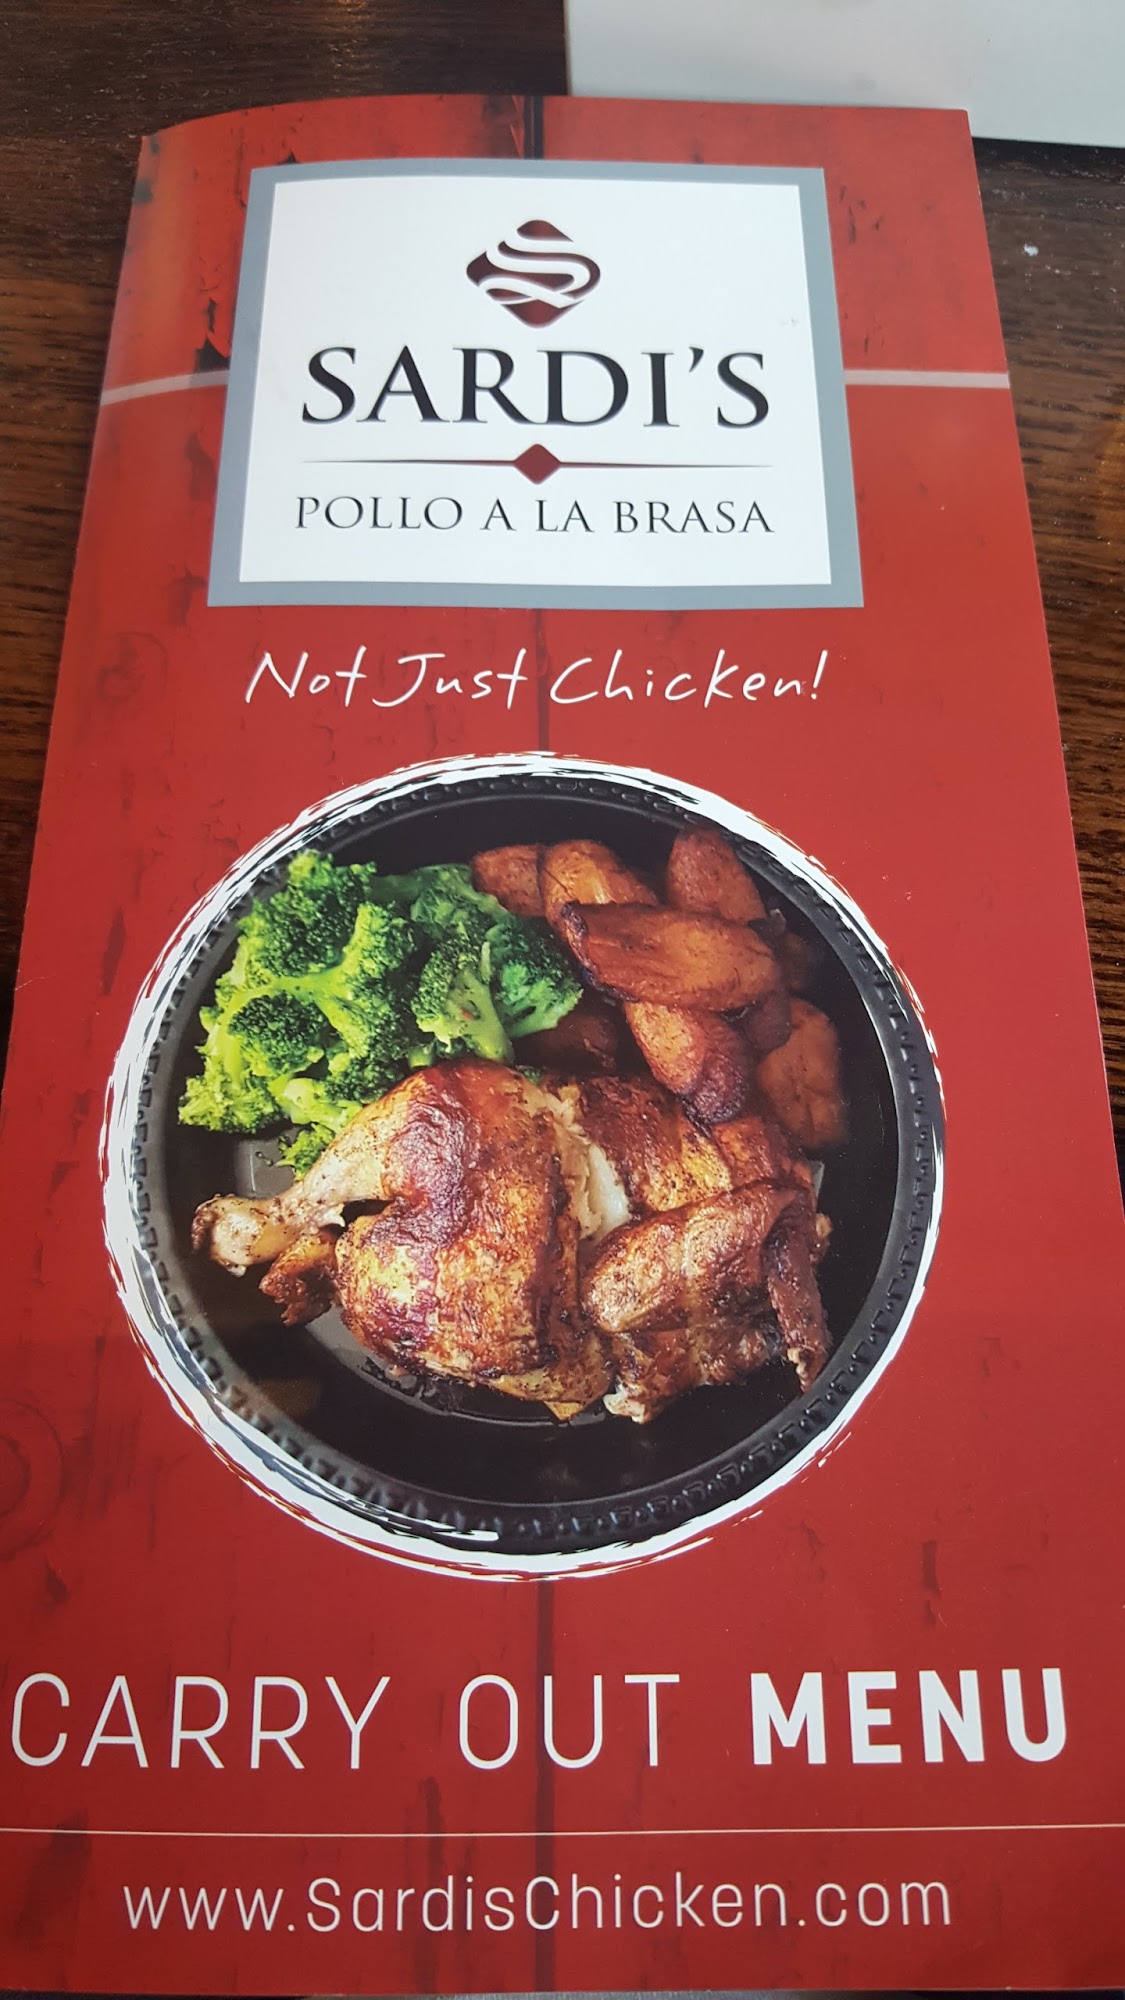 SARDI'S
POLLO A LA BRASA
Not Just Chicken!
CARRY OUT MENU
www.SardisChicken.com